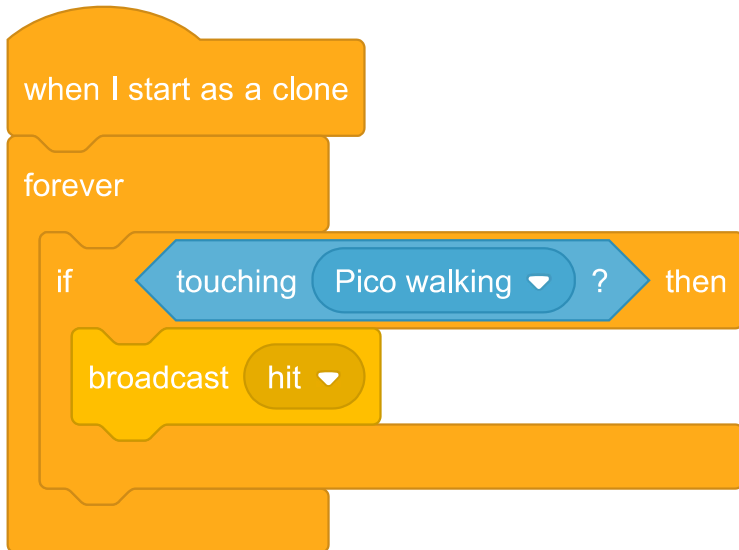 when I start as a clone
forever
if touching Pico walking ? then
broadcast hit